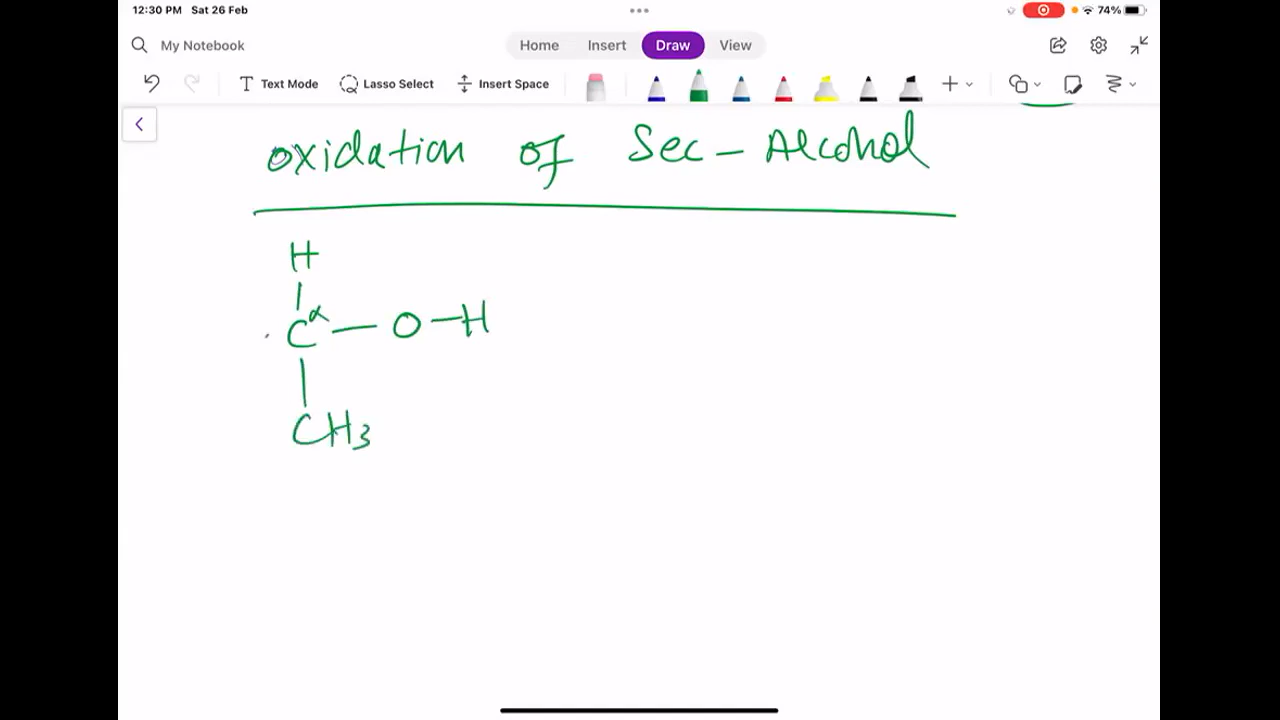 12:30 PM Sat 26 Feb
74%
My Notebook
Home Insert Draw View
Text Mode Lasso Select Insert Space
oxidation of Sec - Alcohol
H
Cα — O — H
CH3